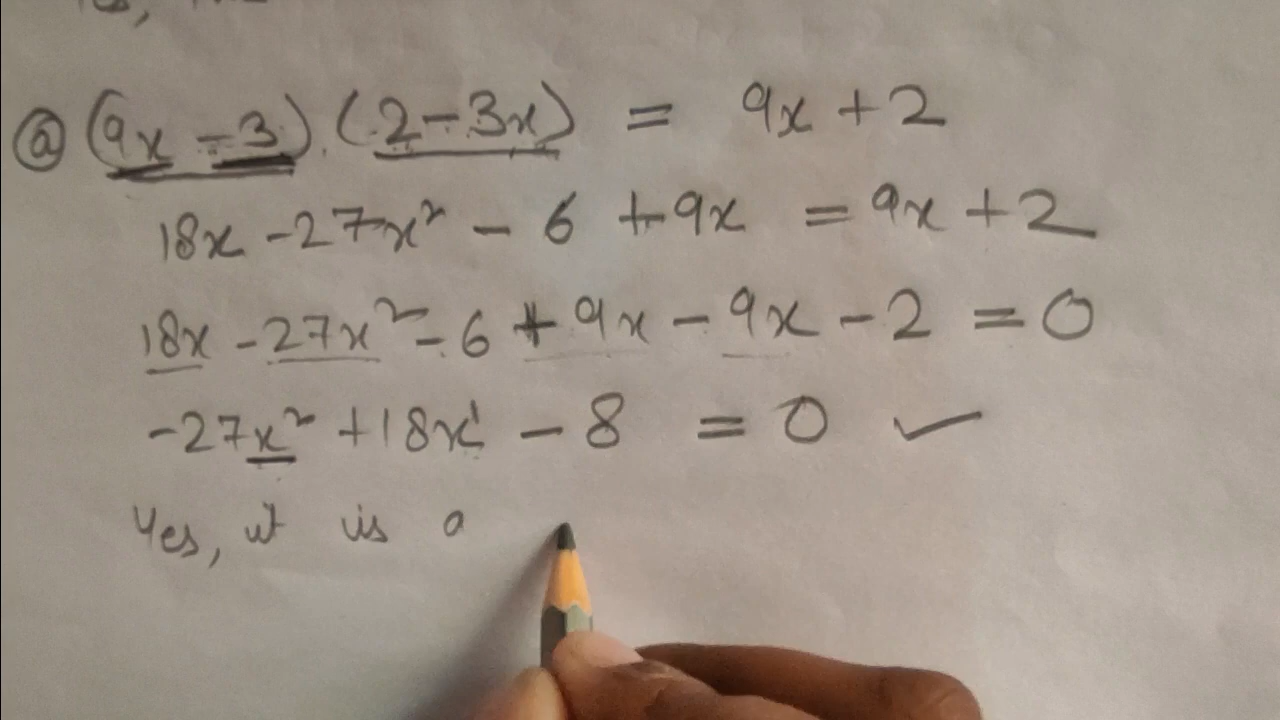 @ (9x - 3) . (2 - 3x) = 9x + 2
18x - 27x² - 6 + 9x = 9x + 2
18x - 27x² - 6 + 9x - 9x - 2 = 0
-27x² + 18x¹ - 8 = 0 ✓
Yes, it is a